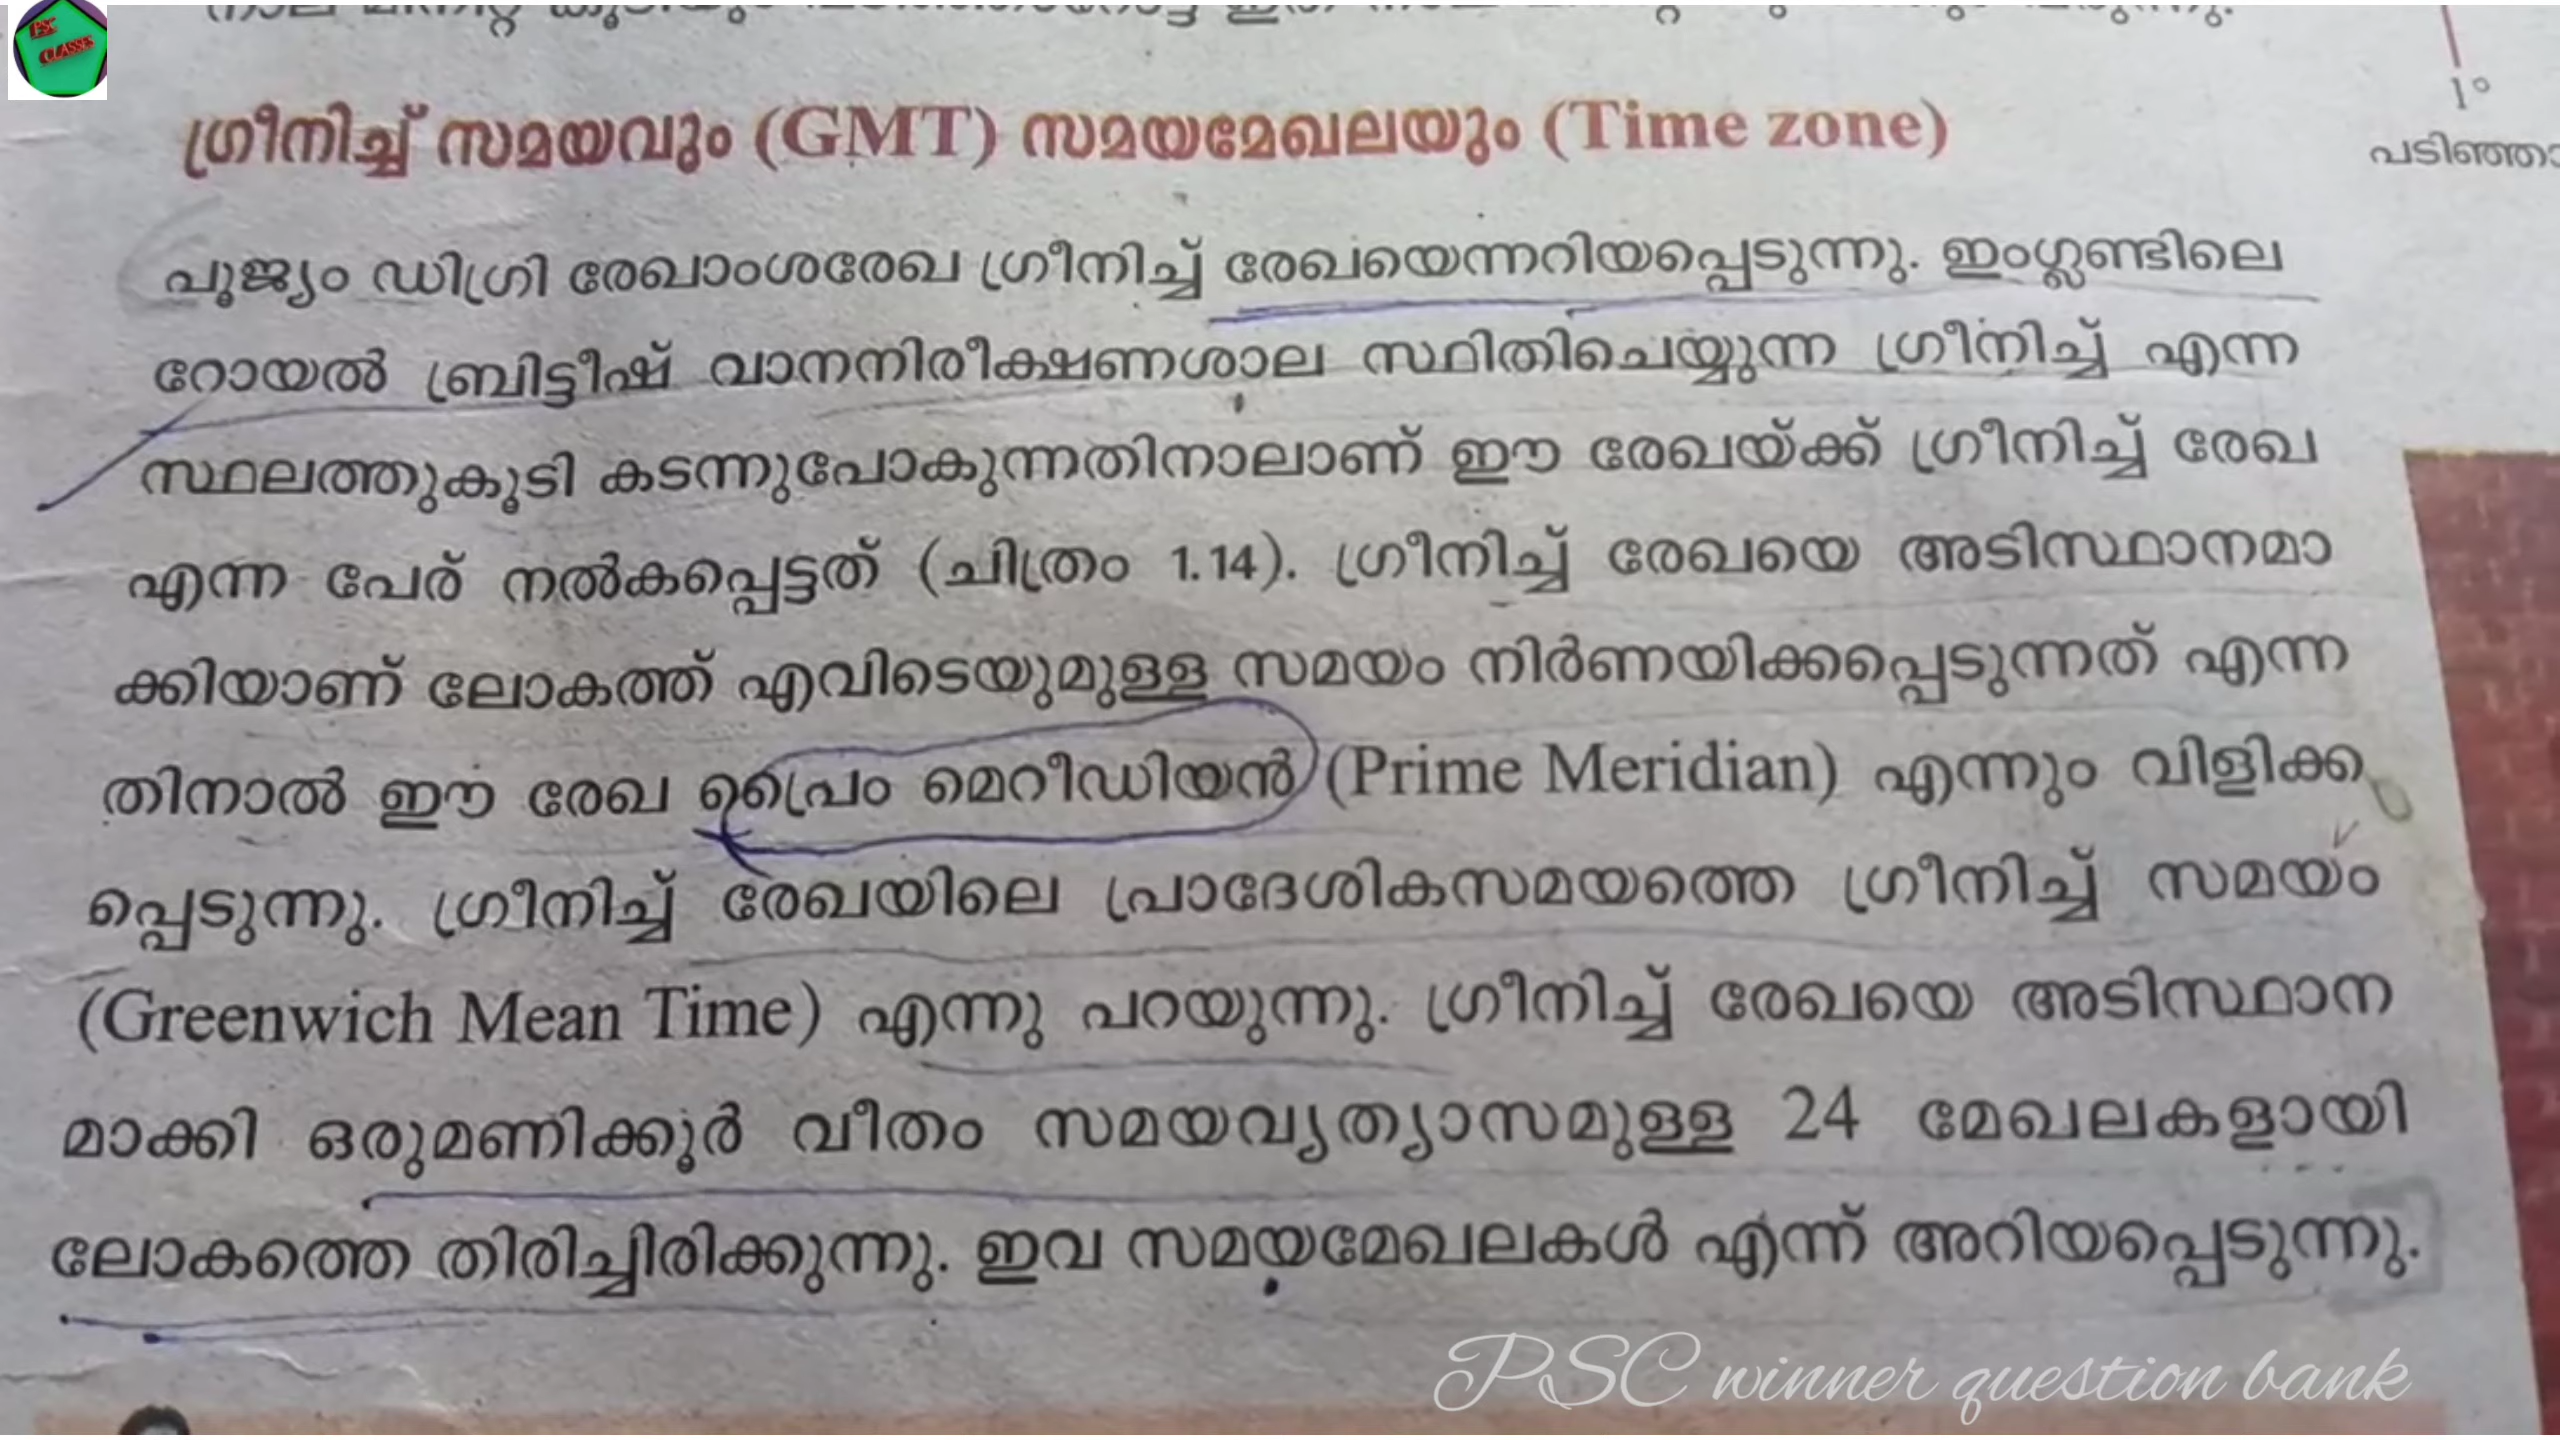 PSC
CLASSES
ഗ്രീനിച്ച് സമയവും (GMT) സമയമേഖലയും (Time zone)
1°
പൂജ്യം ഡിഗ്രി രേഖാംശരേഖ ഗ്രീനിച്ച് രേഖയെന്നറിയപ്പെടുന്നു. ഇംഗ്ലണ്ടിലെ
റോയൽ ബ്രിട്ടീഷ് വാനനിരീക്ഷണശാല സ്ഥിതിചെയ്യുന്ന ഗ്രീനിച്ച് എന്ന
സ്ഥലത്തുകൂടി കടന്നുപോകുന്നതിനാലാണ് ഈ രേഖയ്ക്ക് ഗ്രീനിച്ച് രേഖ
എന്ന പേര് നൽകപ്പെട്ടത് (ചിത്രം 1.14). ഗ്രീനിച്ച് രേഖയെ അടിസ്ഥാനമാ
ക്കിയാണ് ലോകത്ത് എവിടെയുമുള്ള സമയം നിർണയിക്കപ്പെടുന്നത് എന്ന
തിനാൽ ഈ രേഖ പ്രൈം മെറീഡിയൻ (Prime Meridian) എന്നും വിളിക്ക
പ്പെടുന്നു. ഗ്രീനിച്ച് രേഖയിലെ പ്രാദേശികസമയത്തെ ഗ്രീനിച്ച് സമയം
(Greenwich Mean Time) എന്നു പറയുന്നു. ഗ്രീനിച്ച് രേഖയെ അടിസ്ഥാന
മാക്കി ഒരുമണിക്കൂർ വീതം സമയവ്യത്യാസമുള്ള 24 മേഖലകളായി
ലോകത്തെ തിരിച്ചിരിക്കുന്നു. ഇവ സമയമേഖലകൾ എന്ന് അറിയപ്പെടുന്നു.
PSC winner question bank